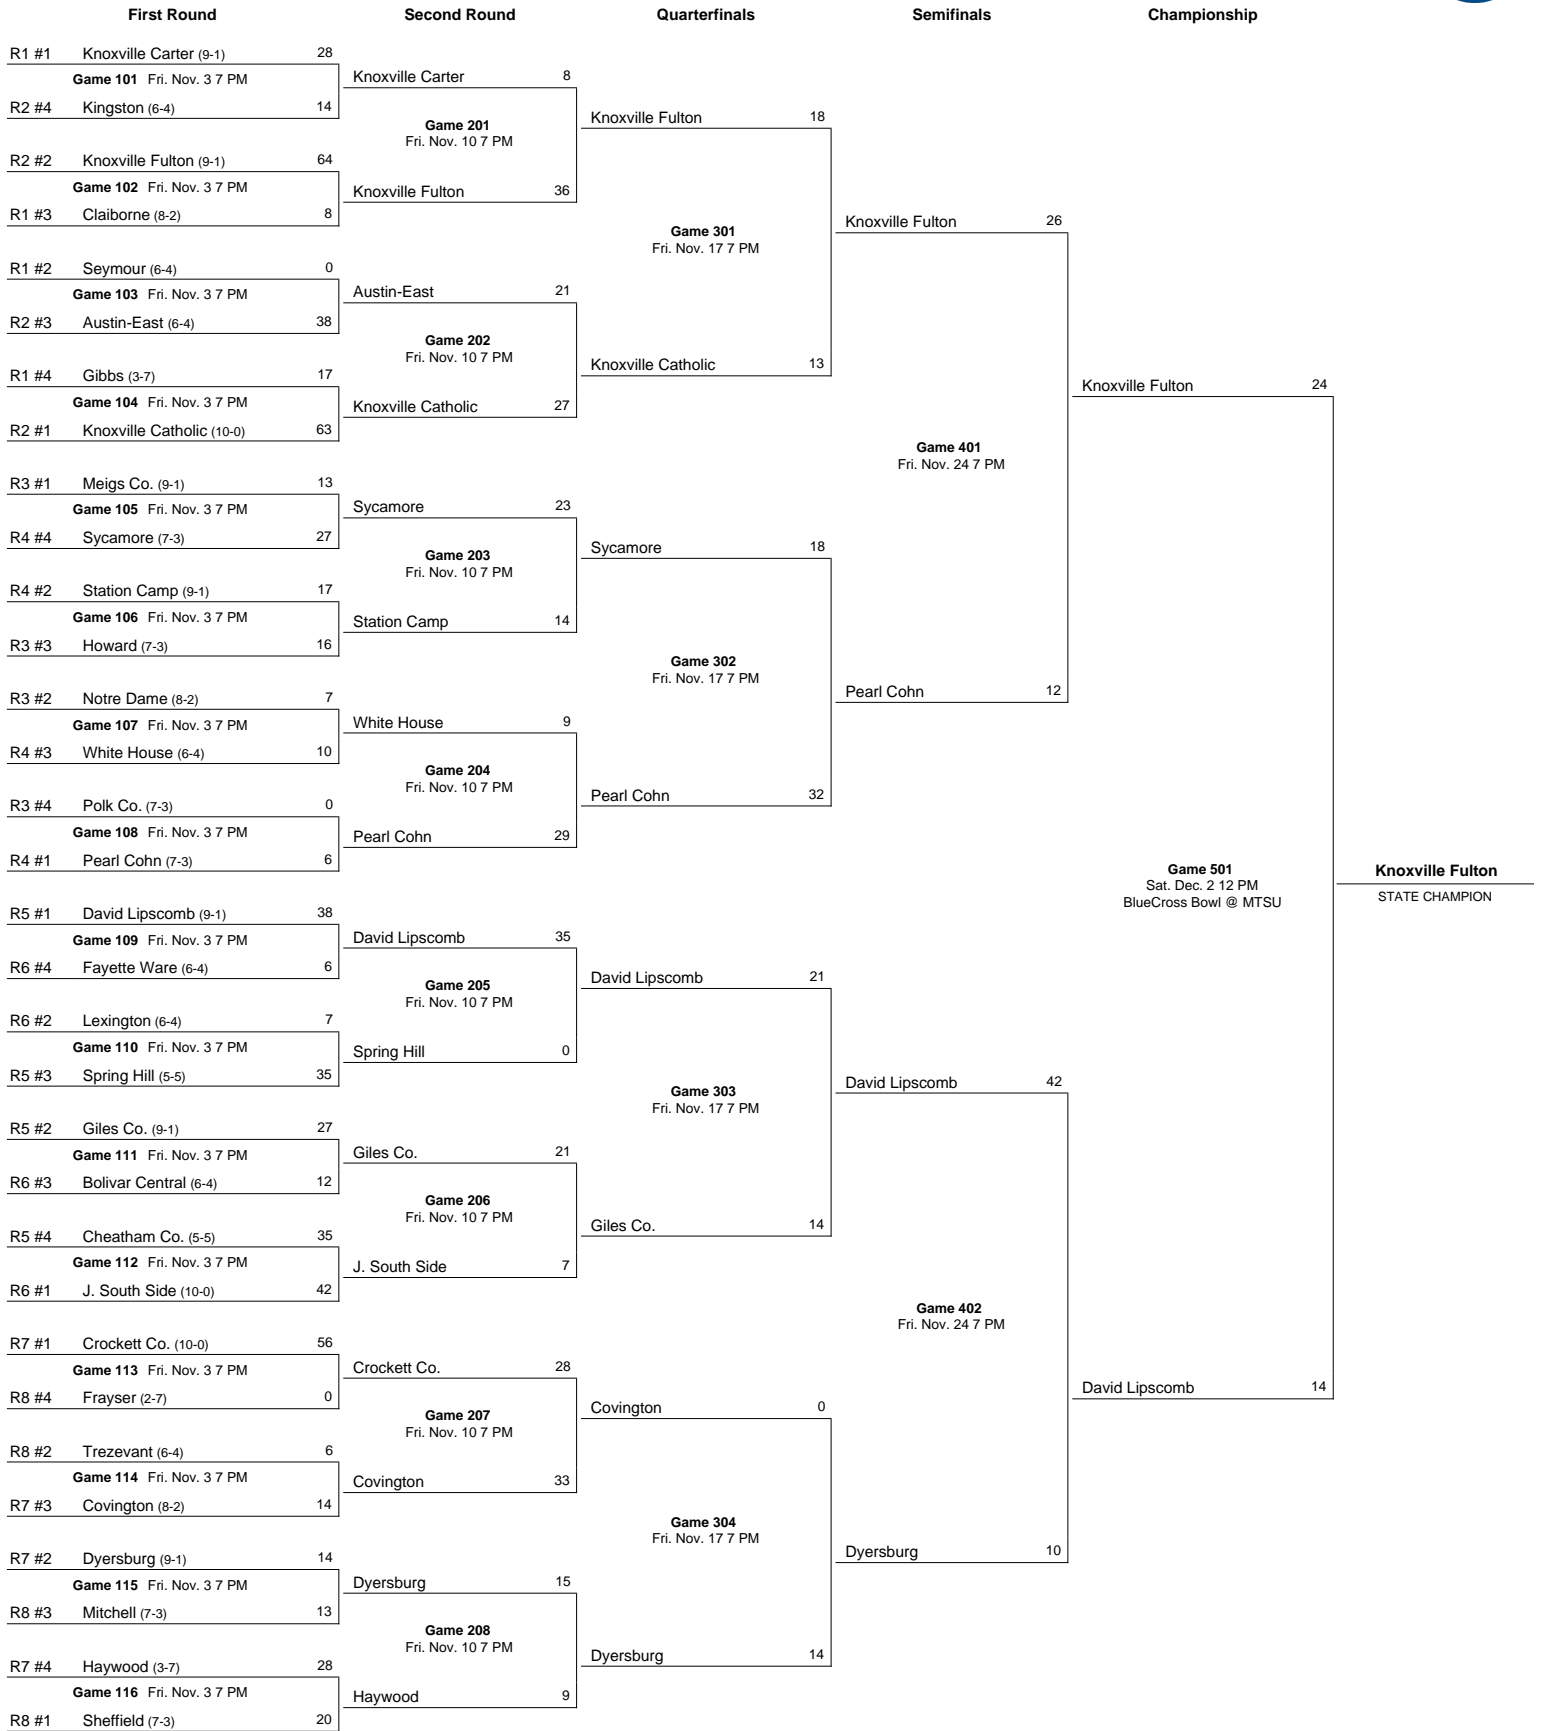 First Round
Second Round
Quarterfinals
Semifinals
Championship
R1 #1 Knoxville Carter (9-1) 28
Game 101 Fri. Nov. 3 7 PM
R2 #4 Kingston (6-4) 14
R2 #2 Knoxville Fulton (9-1) 64
Game 102 Fri. Nov. 3 7 PM
R1 #3 Claiborne (8-2) 8
R1 #2 Seymour (6-4) 0
Game 103 Fri. Nov. 3 7 PM
R2 #3 Austin-East (6-4) 38
R1 #4 Gibbs (3-7) 17
Game 104 Fri. Nov. 3 7 PM
R2 #1 Knoxville Catholic (10-0) 63
R3 #1 Meigs Co. (9-1) 13
Game 105 Fri. Nov. 3 7 PM
R4 #4 Sycamore (7-3) 27
R4 #2 Station Camp (9-1) 17
Game 106 Fri. Nov. 3 7 PM
R3 #3 Howard (7-3) 16
R3 #2 Notre Dame (8-2) 7
Game 107 Fri. Nov. 3 7 PM
R4 #3 White House (6-4) 10
R3 #4 Polk Co. (7-3) 0
Game 108 Fri. Nov. 3 7 PM
R4 #1 Pearl Cohn (7-3) 6
R5 #1 David Lipscomb (9-1) 38
Game 109 Fri. Nov. 3 7 PM
R6 #4 Fayette Ware (6-4) 6
R6 #2 Lexington (6-4) 7
Game 110 Fri. Nov. 3 7 PM
R5 #3 Spring Hill (5-5) 35
R5 #2 Giles Co. (9-1) 27
Game 111 Fri. Nov. 3 7 PM
R6 #3 Bolivar Central (6-4) 12
R5 #4 Cheatham Co. (5-5) 35
Game 112 Fri. Nov. 3 7 PM
R6 #1 J. South Side (10-0) 42
R7 #1 Crockett Co. (10-0) 56
Game 113 Fri. Nov. 3 7 PM
R8 #4 Frayser (2-7) 0
R8 #2 Trezevant (6-4) 6
Game 114 Fri. Nov. 3 7 PM
R7 #3 Covington (8-2) 14
R7 #2 Dyersburg (9-1) 14
Game 115 Fri. Nov. 3 7 PM
R8 #3 Mitchell (7-3) 13
R7 #4 Haywood (3-7) 28
Game 116 Fri. Nov. 3 7 PM
R8 #1 Sheffield (7-3) 20
Knoxville Carter 8
Game 201
Fri. Nov. 10 7 PM
Knoxville Fulton 36
Austin-East 21
Game 202
Fri. Nov. 10 7 PM
Knoxville Catholic 27
Sycamore 23
Game 203
Fri. Nov. 10 7 PM
Station Camp 14
White House 9
Game 204
Fri. Nov. 10 7 PM
Pearl Cohn 29
David Lipscomb 35
Game 205
Fri. Nov. 10 7 PM
Spring Hill 0
Giles Co. 21
Game 206
Fri. Nov. 10 7 PM
J. South Side 7
Crockett Co. 28
Game 207
Fri. Nov. 10 7 PM
Covington 33
Dyersburg 15
Game 208
Fri. Nov. 10 7 PM
Haywood 9
Knoxville Fulton 18
Game 301
Fri. Nov. 17 7 PM
Knoxville Catholic 13
Sycamore 18
Game 302
Fri. Nov. 17 7 PM
Pearl Cohn 32
David Lipscomb 21
Game 303
Fri. Nov. 17 7 PM
Giles Co. 14
Covington 0
Game 304
Fri. Nov. 17 7 PM
Dyersburg 14
Knoxville Fulton 26
Game 401
Fri. Nov. 24 7 PM
Pearl Cohn 12
David Lipscomb 42
Game 402
Fri. Nov. 24 7 PM
Dyersburg 10
Knoxville Fulton 24
Game 501
Sat. Dec. 2 12 PM
BlueCross Bowl @ MTSU
David Lipscomb 14
Knoxville Fulton
STATE CHAMPION